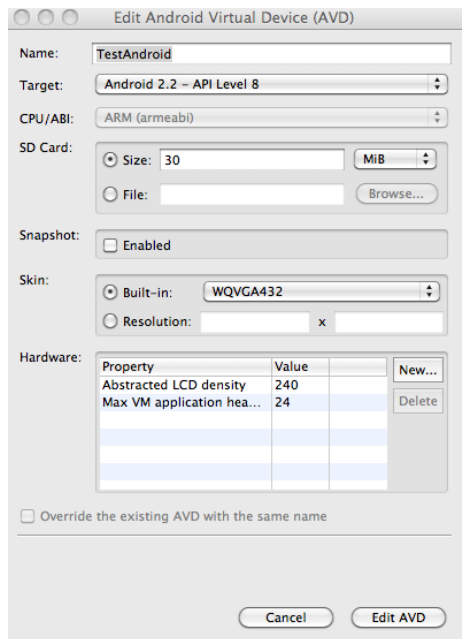 Edit Android Virtual Device (AVD)
Name: TestAndroid
Target: Android 2.2 – API Level 8
CPU/ABI: ARM (armeabi)
SD Card:
Size: 30 MiB
File: Browse...
Snapshot:
Enabled
Skin:
Built-in: WQVGA432
Resolution: x
Hardware:
Property Value New...
Abstracted LCD density 240
Max VM application hea... 24 Delete
Override the existing AVD with the same name
Cancel Edit AVD